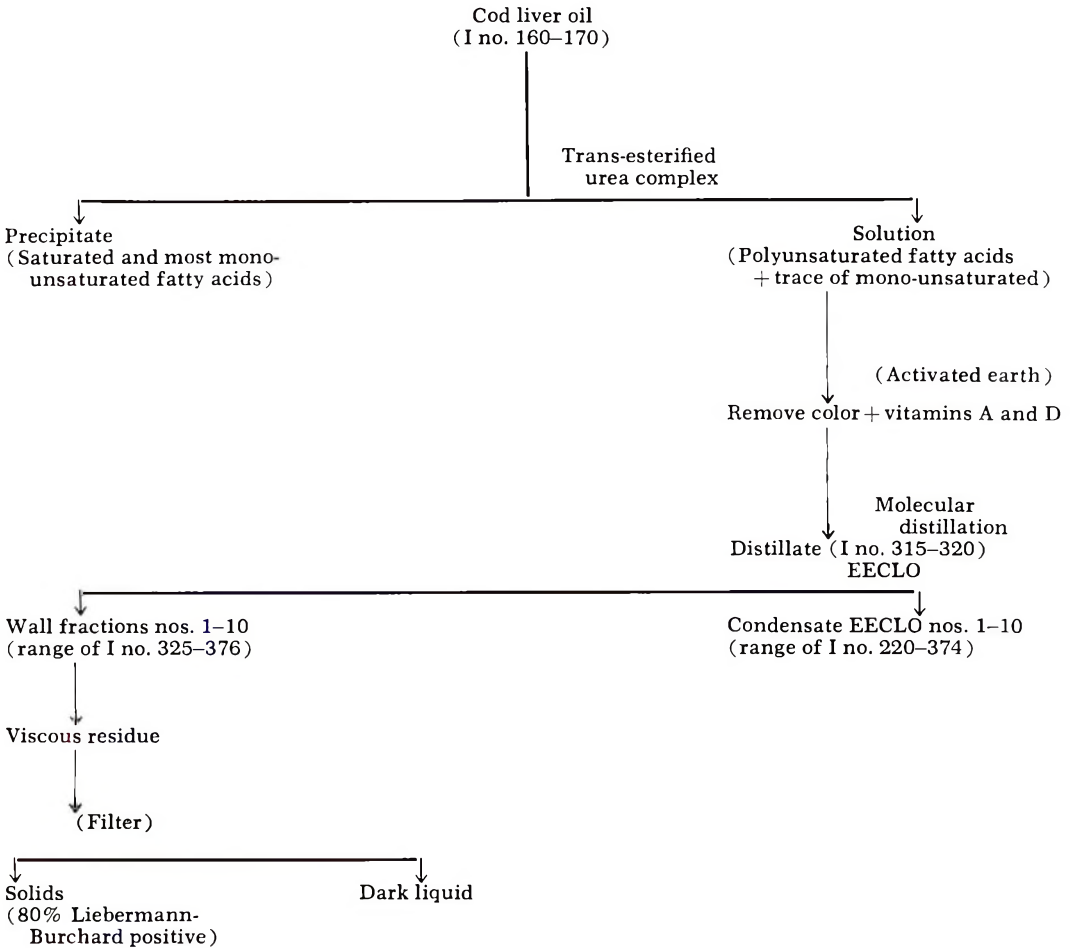 Cod liver oil
(I no. 160–170)
Trans-esterified
urea complex
Precipitate
(Saturated and most mono-
unsaturated fatty acids)
Solution
(Polyunsaturated fatty acids
+ trace of mono-unsaturated)
(Activated earth)
Remove color + vitamins A and D
Molecular
distillation
Distillate (I no. 315–320)
EECLO
Wall fractions nos. 1–10
(range of I no. 325–376)
Condensate EECLO nos. 1–10
(range of I no. 220–374)
Viscous residue
(Filter)
Solids
(80% Liebermann-
Burchard positive)
Dark liquid